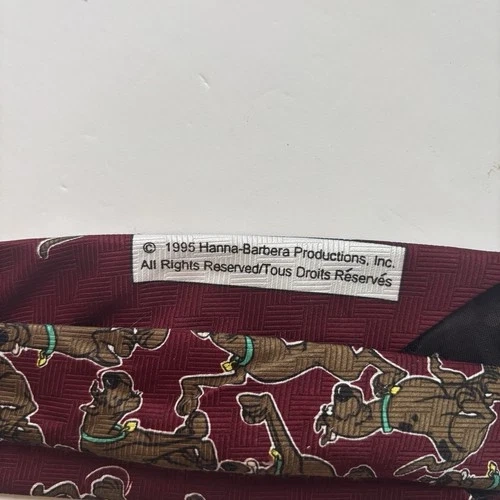 © 1995 Hanna-Barbera Productions, Inc.
All Rights Reserved/Tous Droits Réservés